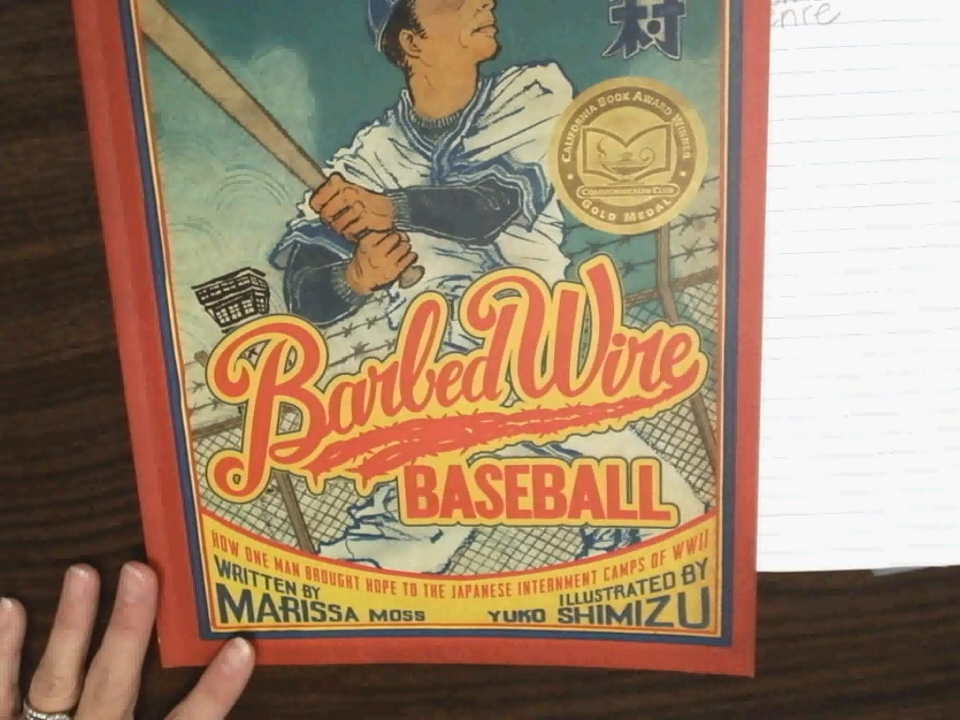 enre
村
CALIFORNIA BOOK AWARD WINNER
COMMONWEALTH CLUB
GOLD MEDAL
Barbed Wire
BASEBALL
HOW ONE MAN BROUGHT HOPE TO THE JAPANESE INTERNMENT CAMPS OF WWII
WRITTEN BY
MARISSA MOSS
ILLUSTRATED BY
YUKO SHIMIZU